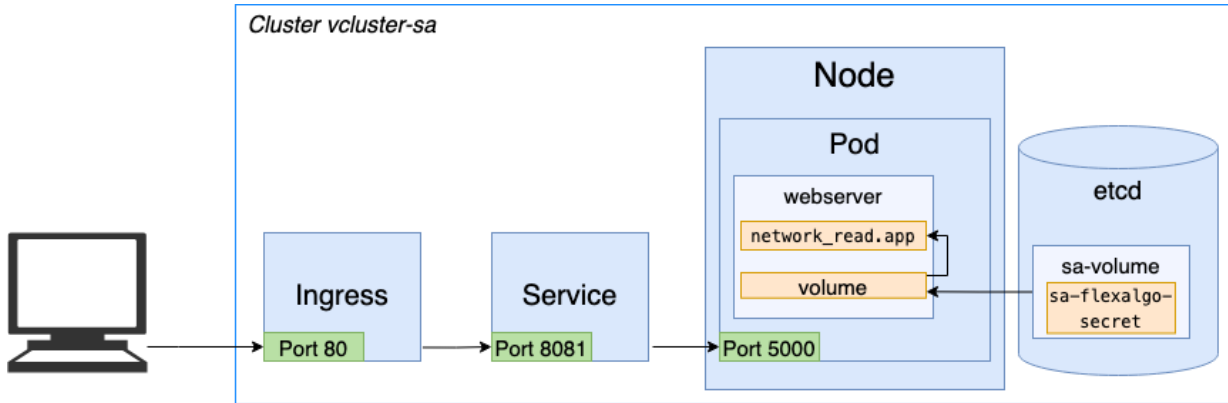 Cluster vcluster-sa
Node
Pod
webserver
network_read.app
volume
etcd
sa-volume
sa-flexalgo-
secret
Ingress
Port 80
Service
Port 8081
Port 5000